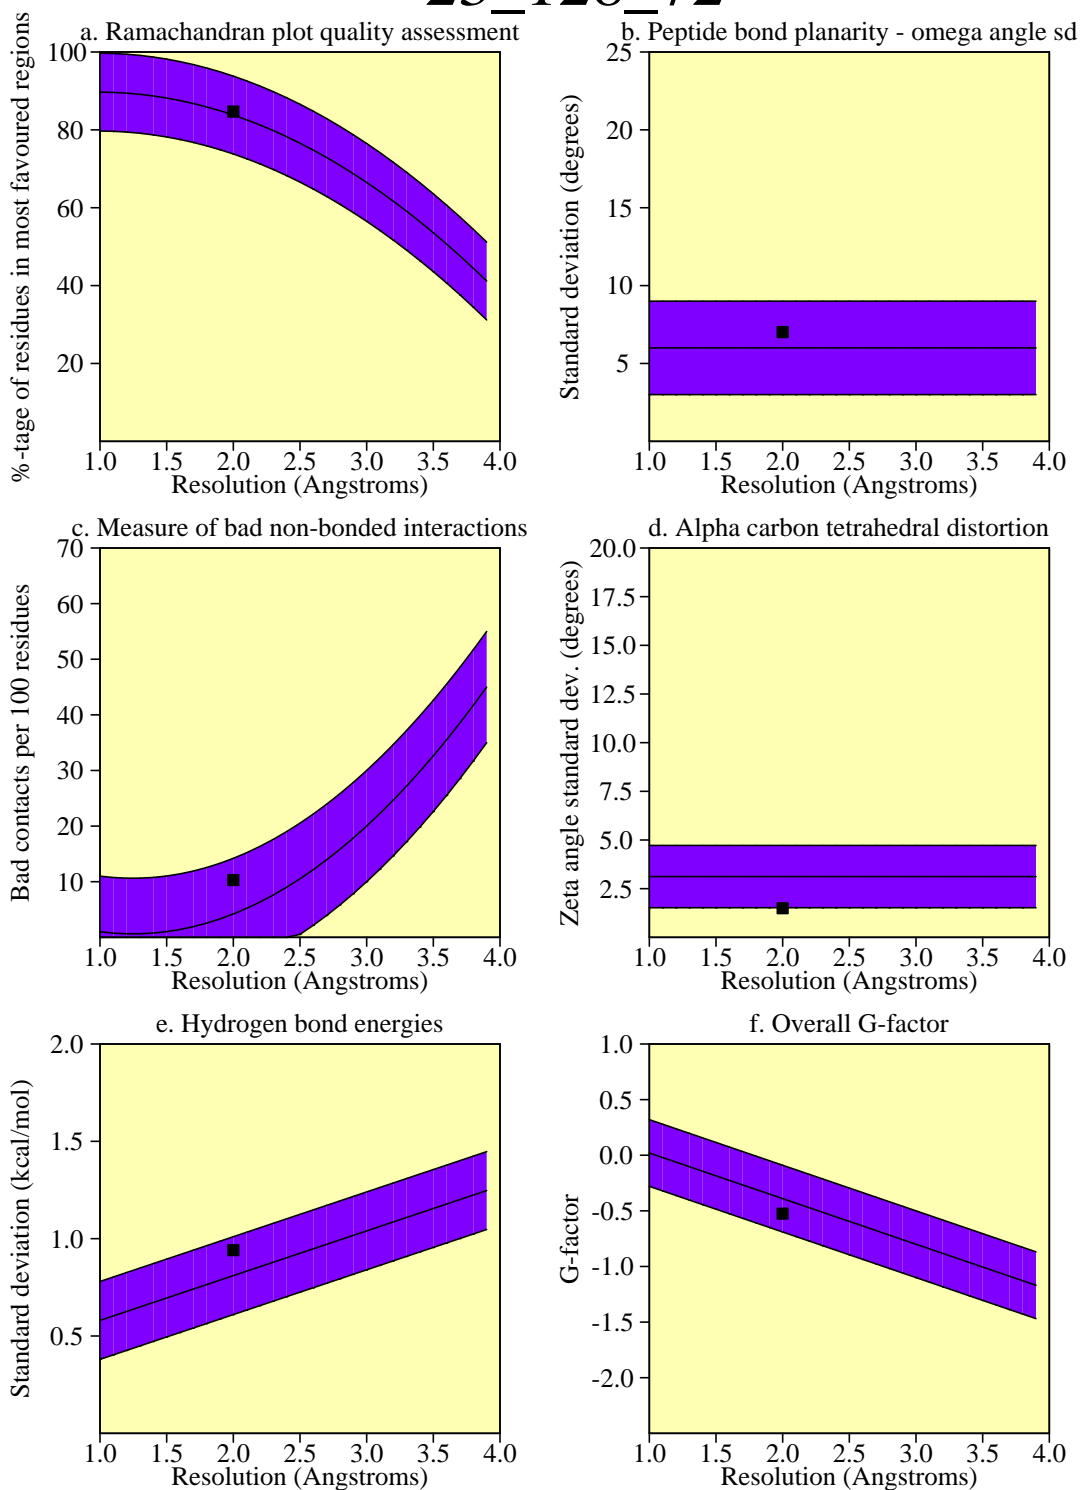 a. Ramachandran plot quality assessment
%-tage of residues in most favoured regions
100
80
60
40
20
1.0 1.5 2.0 2.5 3.0 3.5 4.0
Resolution (Angstroms)
b. Peptide bond planarity - omega angle sd
Standard deviation (degrees)
25
20
15
10
5
1.0 1.5 2.0 2.5 3.0 3.5 4.0
Resolution (Angstroms)
c. Measure of bad non-bonded interactions
Bad contacts per 100 residues
70
60
50
40
30
20
10
1.0 1.5 2.0 2.5 3.0 3.5 4.0
Resolution (Angstroms)
d. Alpha carbon tetrahedral distortion
Zeta angle standard dev. (degrees)
20.0
17.5
15.0
12.5
10.0
7.5
5.0
2.5
1.0 1.5 2.0 2.5 3.0 3.5 4.0
Resolution (Angstroms)
e. Hydrogen bond energies
Standard deviation (kcal/mol)
2.0
1.5
1.0
0.5
1.0 1.5 2.0 2.5 3.0 3.5 4.0
Resolution (Angstroms)
f. Overall G-factor
G-factor
1.0
0.5
0.0
-0.5
-1.0
-1.5
-2.0
1.0 1.5 2.0 2.5 3.0 3.5 4.0
Resolution (Angstroms)